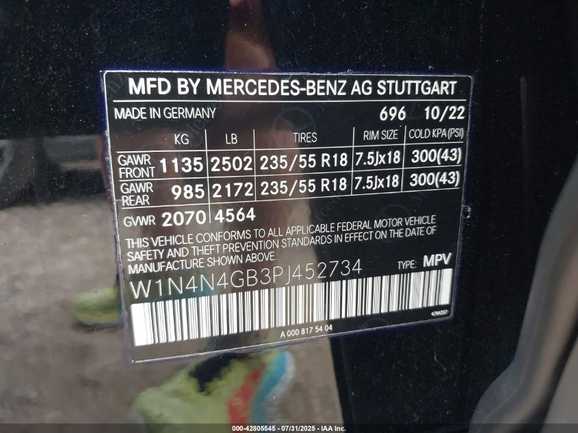 MFD BY MERCEDES-BENZ AG STUTTGART
MADE IN GERMANY 696 10/22
KG LB TIRES RIM SIZE COLD KPA (PSI)
GAWR FRONT 1135 2502 235/55 R18 7.5Jx18 300(43)
GAWR REAR 985 2172 235/55 R18 7.5Jx18 300(43)
GVWR 2070 4564
THIS VEHICLE CONFORMS TO ALL APPLICABLE FEDERAL MOTOR VEHICLE
SAFETY AND THEFT PREVENTION STANDARDS IN EFFECT ON THE DATE OF
MANUFACTURE SHOWN ABOVE.
W1N4N4GB3PJ452734 TYPE: MPV
A 000 817 54 04
000-42805545 - 07/31/2025 - IAA Inc.